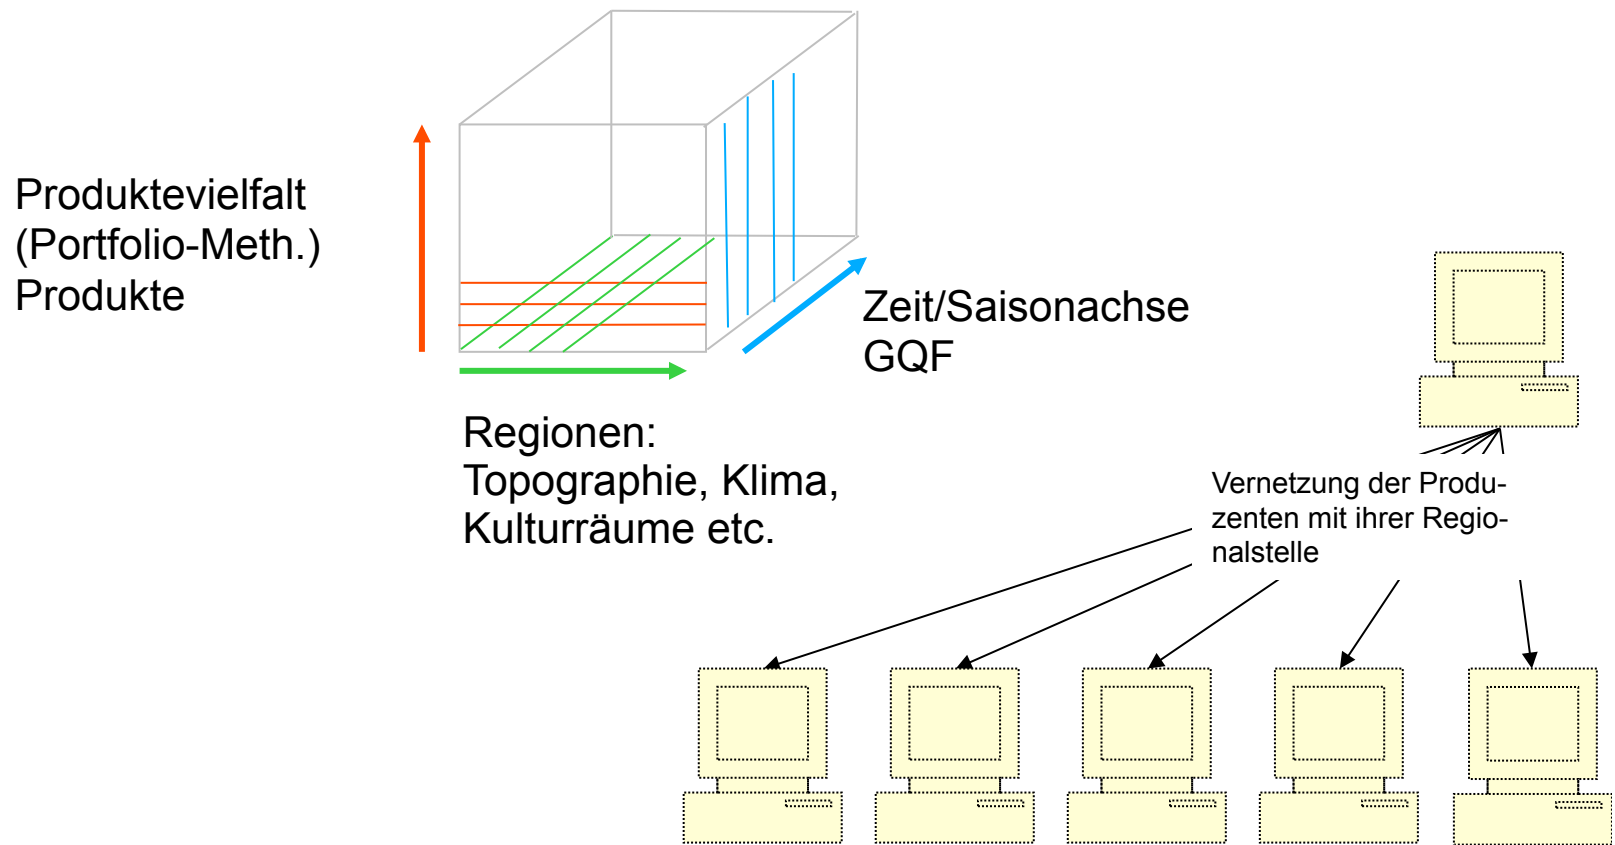 Produktevielfalt
(Portfolio-Meth.)
Produkte
Zeit/Saisonachse
GQF
Regionen:
Topographie, Klima,
Kulturräume etc.
Vernetzung der Produ-
zenten mit ihrer Regio-
nalstelle